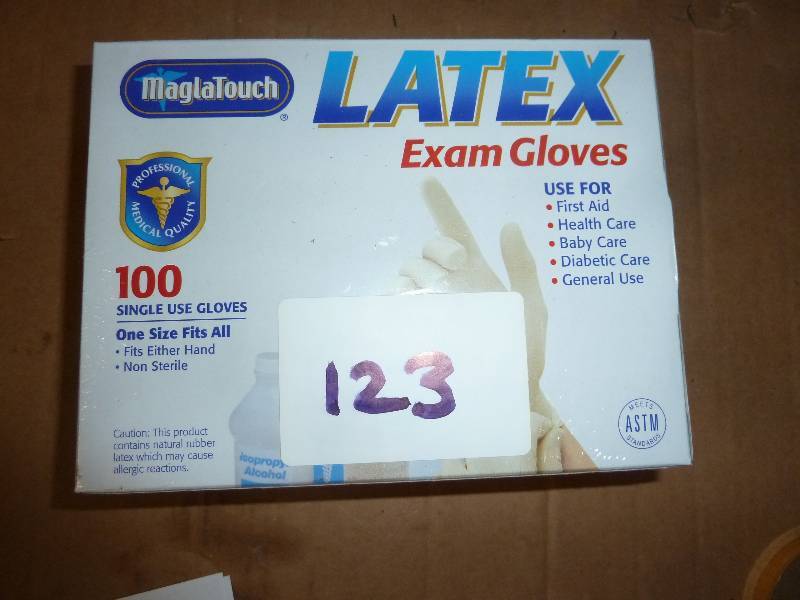 MaglaTouch®
LATEX
Exam Gloves
PROFESSIONAL
MEDICAL QUALITY
USE FOR
• First Aid
• Health Care
• Baby Care
• Diabetic Care
• General Use
100
SINGLE USE GLOVES
One Size Fits All
• Fits Either Hand
• Non Sterile
123
Caution: This product
contains natural rubber
latex which may cause
allergic reactions.
Isopropy
Alcohol
MEETS
ASTM
STANDARDS